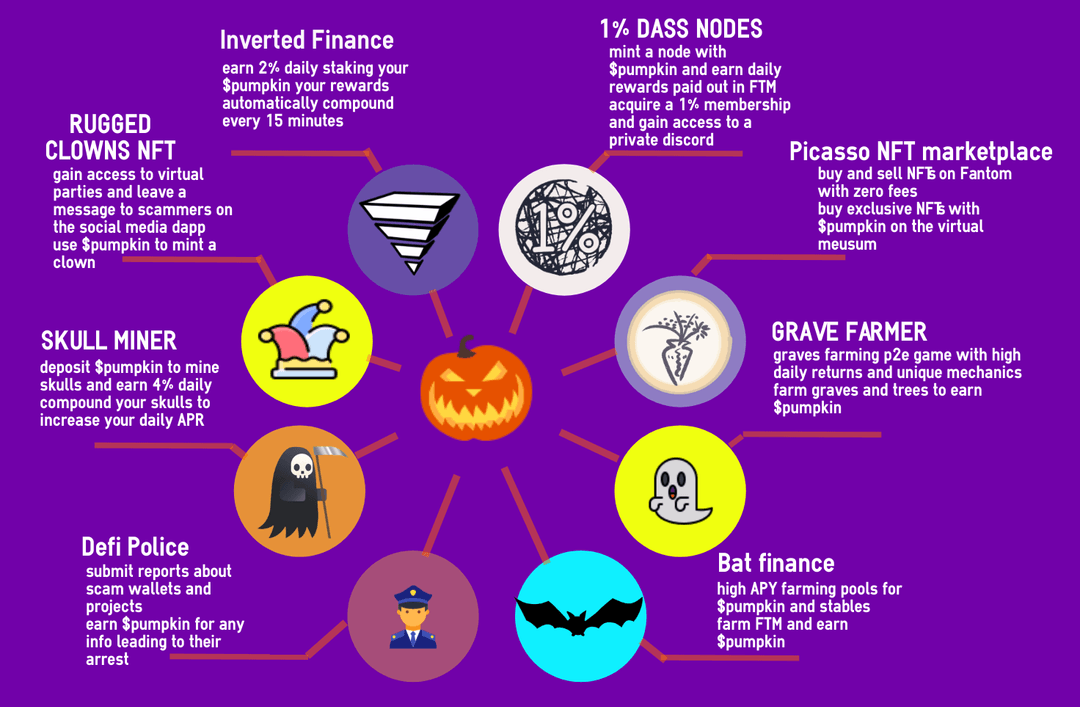 Inverted Finance
earn 2% daily staking your
$pumpkin your rewards
automatically compound
every 15 minutes
1% DASS NODES
mint a node with
$pumpkin and earn daily
rewards paid out in FTM
acquire a 1% membership
and gain access to a
private discord
RUGGED
CLOWNS NFT
gain access to virtual
parties and leave a
message to scammers on
the social media dapp
use $pumpkin to mint a
clown
Picasso NFT marketplace
buy and sell NFTs on Fantom
with zero fees
buy exclusive NFTs with
$pumpkin on the virtual
meusum
1%
SKULL MINER
deposit $pumpkin to mine
skulls and earn 4% daily
compound your skulls to
increase your daily APR
GRAVE FARMER
graves farming p2e game with high
daily returns and unique mechanics
farm graves and trees to earn
$pumpkin
Defi Police
submit reports about
scam wallets and
projects
earn $pumpkin for any
info leading to their
arrest
Bat finance
high APY farming pools for
$pumpkin and stables
farm FTM and earn
$pumpkin